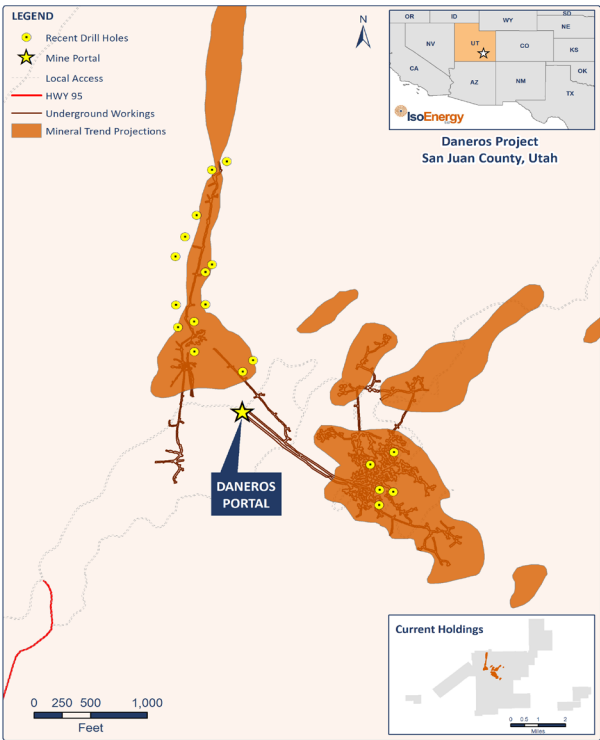 LEGEND
Recent Drill Holes
Mine Portal
Local Access
HWY 95
Underground Workings
Mineral Trend Projections
N
OR
ID
WY
SD
NE
NV
UT
CO
KS
CA
AZ
NM
OK
TX
IsoEnergy
Daneros Project
San Juan County, Utah
DANEROS
PORTAL
Current Holdings
0 0.5 1 2
Miles
0 250 500 1,000
Feet